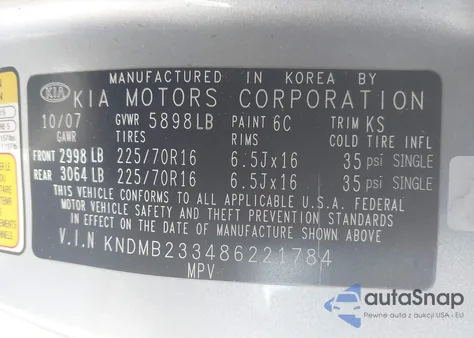 MANUFACTURED IN KOREA BY
KIA KIA MOTORS CORPORATION
10/07 GVWR 5898LB PAINT 6C TRIM KS
GAWR TIRES RIMS COLD TIRE INFL
FRONT 2998 LB 225/70R16 6.5Jx16 35 psi SINGLE
REAR 3064 LB 225/70R16 6.5Jx16 35 psi SINGLE
THIS VEHICLE CONFORMS TO ALL APPLICABLE U.S.A. FEDERAL
MOTOR VEHICLE SAFETY AND THEFT PREVENTION STANDARDS
IN EFFECT ON THE DATE OF MANUFACTURE SHOWN ABOVE
V.I.N KNDMB233486221784
MPV
autoSnap
Pewne auta z aukcji USA i EU